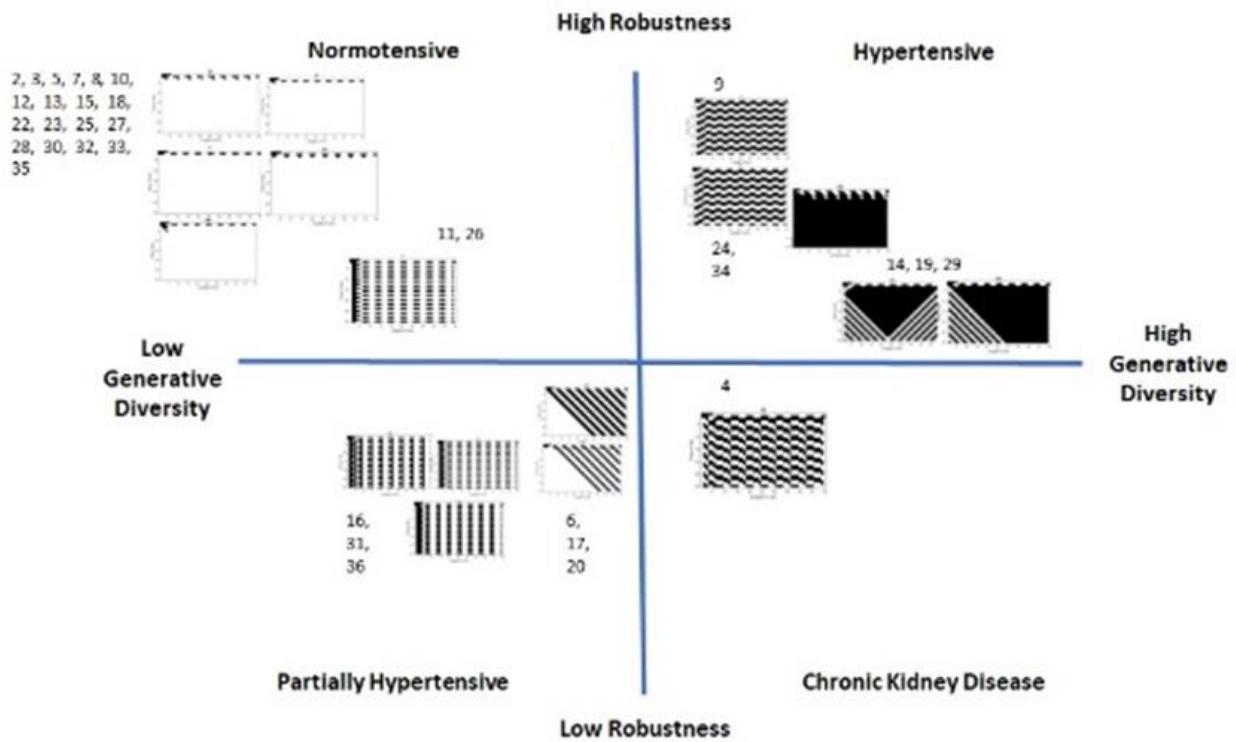 High Robustness
Normotensive
Hypertensive
2, 3, 5, 7, 8, 10,
12, 13, 15, 18,
22, 23, 25, 27,
28, 30, 32, 33,
35
9
11, 26
24,
34
14, 19, 29
Low
Generative
Diversity
High
Generative
Diversity
4
16,
31,
36
6,
17,
20
Partially Hypertensive
Chronic Kidney Disease
Low Robustness